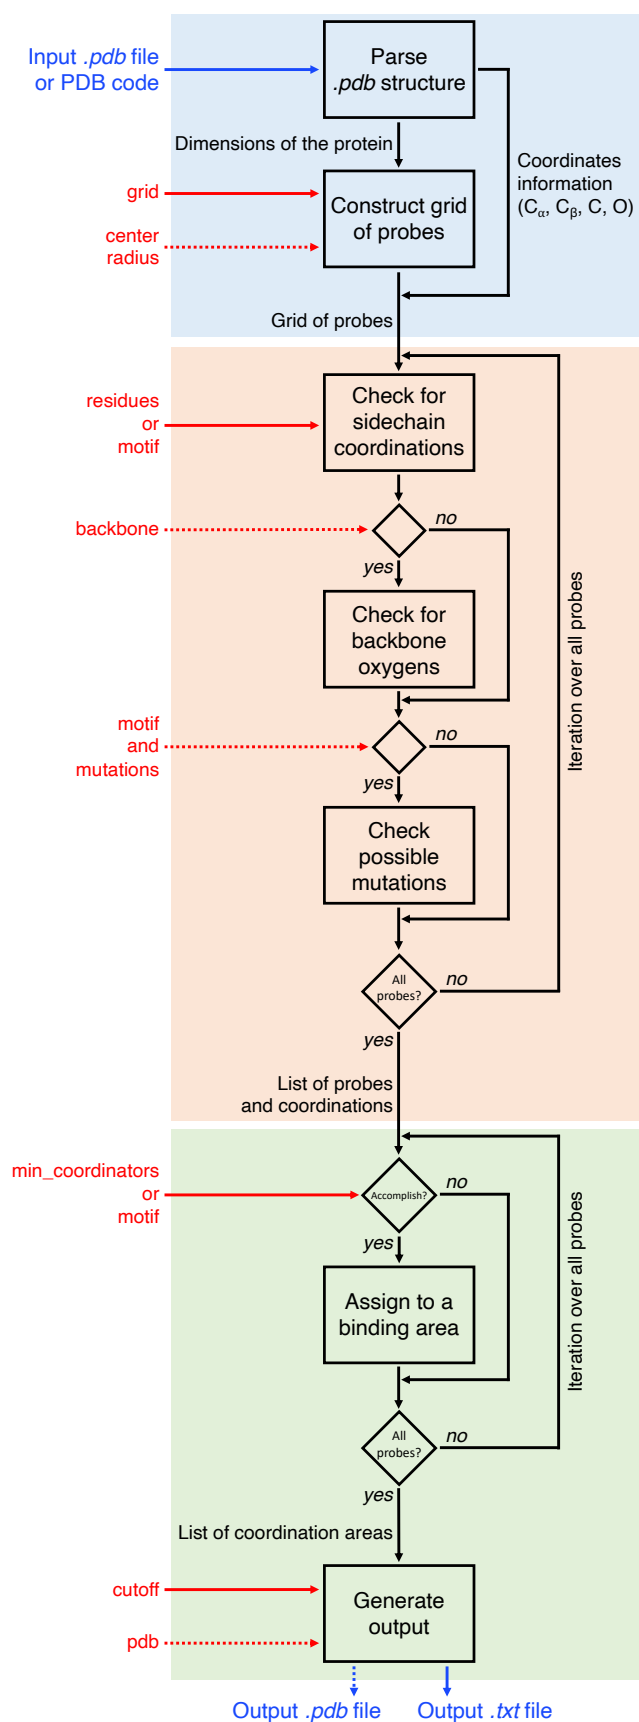 Input .pdb file
or PDB code
Parse
.pdb structure
Dimensions of the protein
Coordinates
information
(Cα, Cβ, C, O)
grid
center
radius
Construct grid
of probes
Grid of probes
residues
or
motif
Check for
sidechain
coordinations
backbone
no
yes
Check for
backbone
oxygens
Iteration over all probes
motif
and
mutations
no
yes
Check
possible
mutations
All
probes?
no
yes
List of probes
and coordinations
min_coordinators
or
motif
Accomplish?
no
yes
Assign to a
binding area
Iteration over all probes
All
probes?
no
yes
List of coordination areas
cutoff
pdb
Generate
output
Output .pdb file
Output .txt file